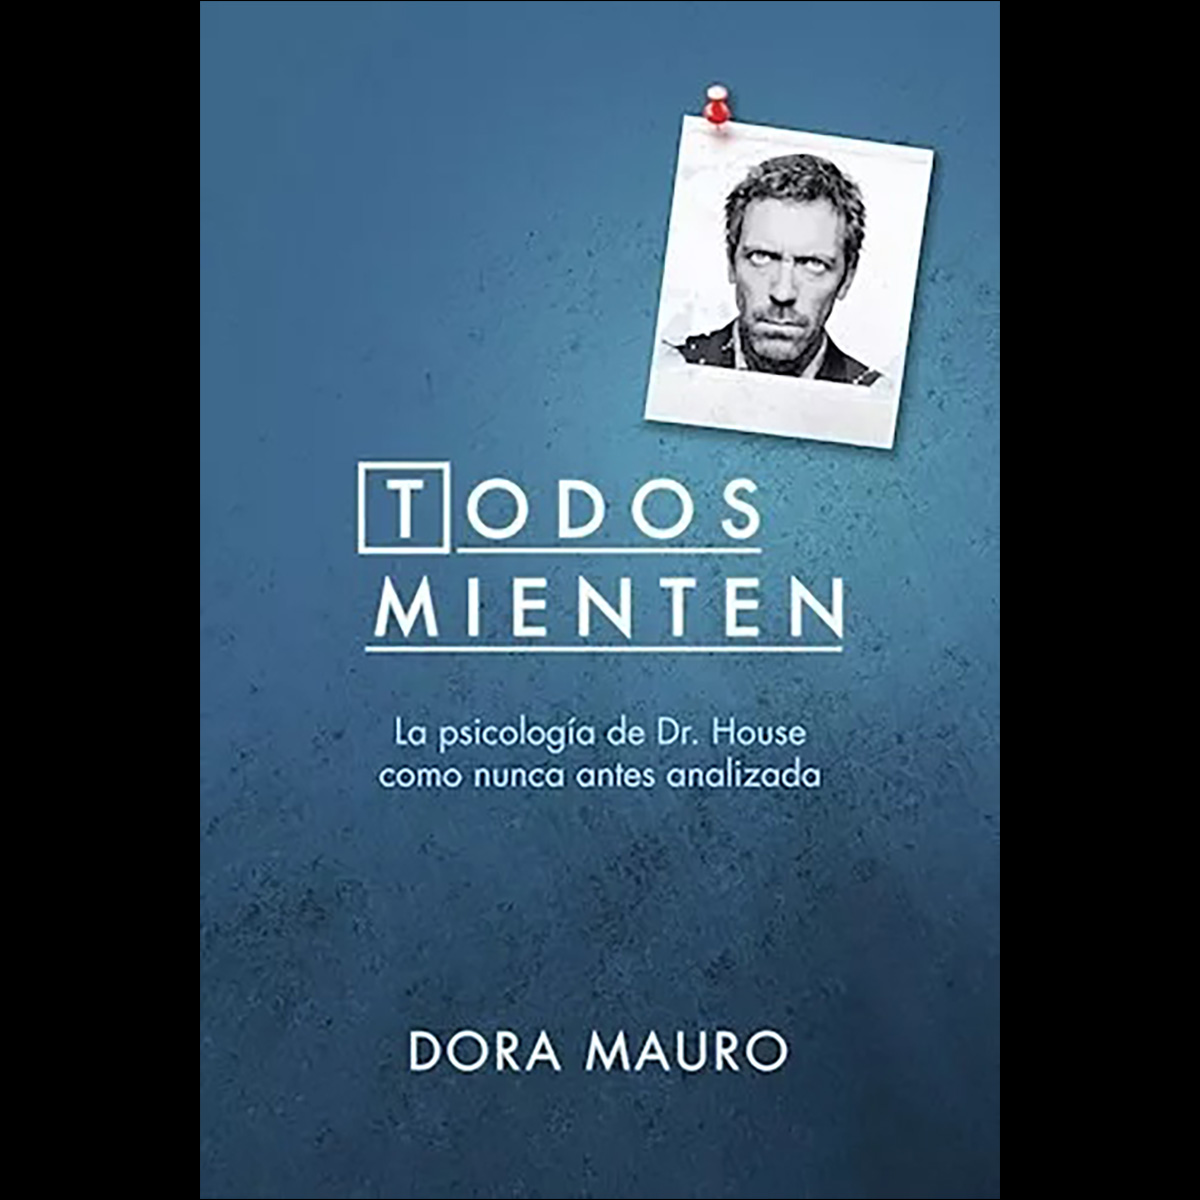 TODOS
MIENTEN
La psicología de Dr. House
como nunca antes analizada
DORA MAURO